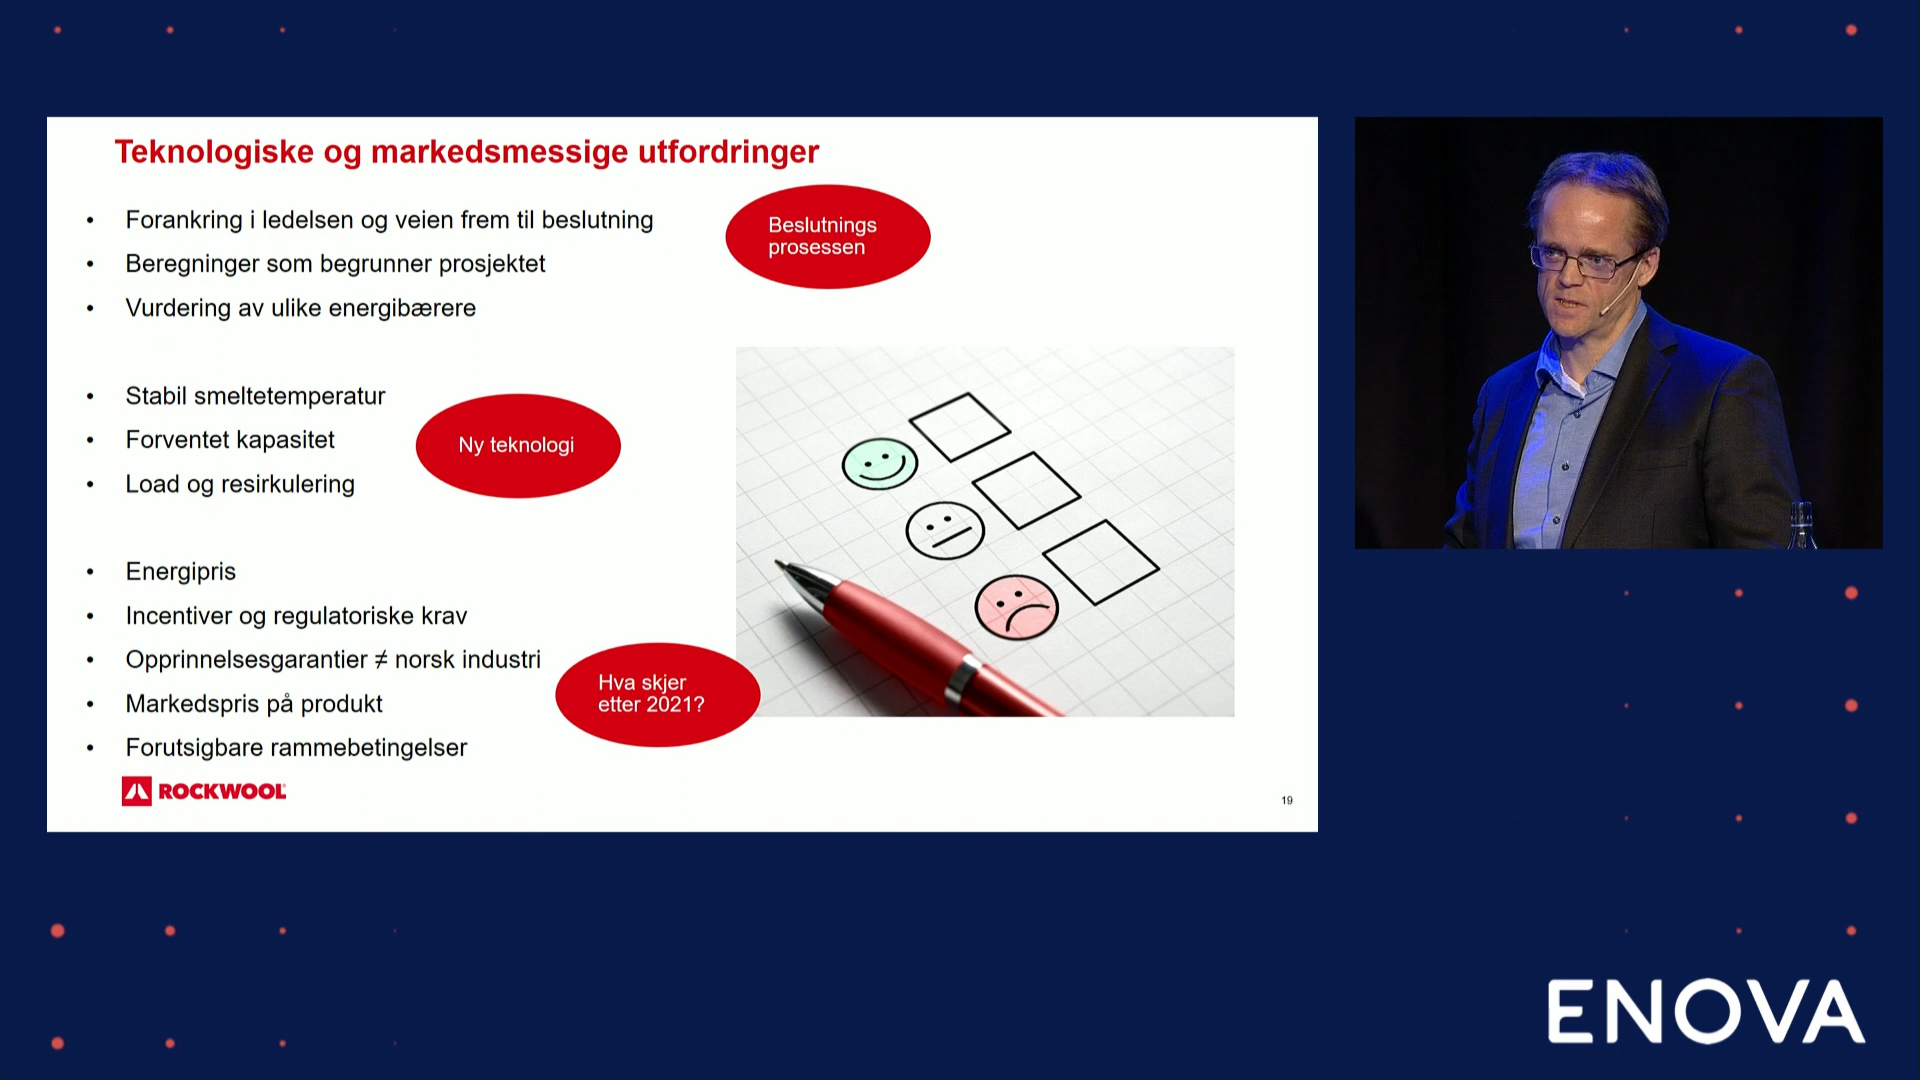 Teknologiske og markedsmessige utfordringer
• Forankring i ledelsen og veien frem til beslutning
• Beregninger som begrunner prosjektet
• Vurdering av ulike energibærere
Beslutnings
prosessen
• Stabil smeltetemperatur
• Forventet kapasitet
• Load og resirkulering
Ny teknologi
• Energipris
• Incentiver og regulatoriske krav
• Opprinnelsesgarantier ≠ norsk industri
• Markedspris på produkt
• Forutsigbare rammebetingelser
Hva skjer
etter 2021?
ROCKWOOL
19
ENOVA